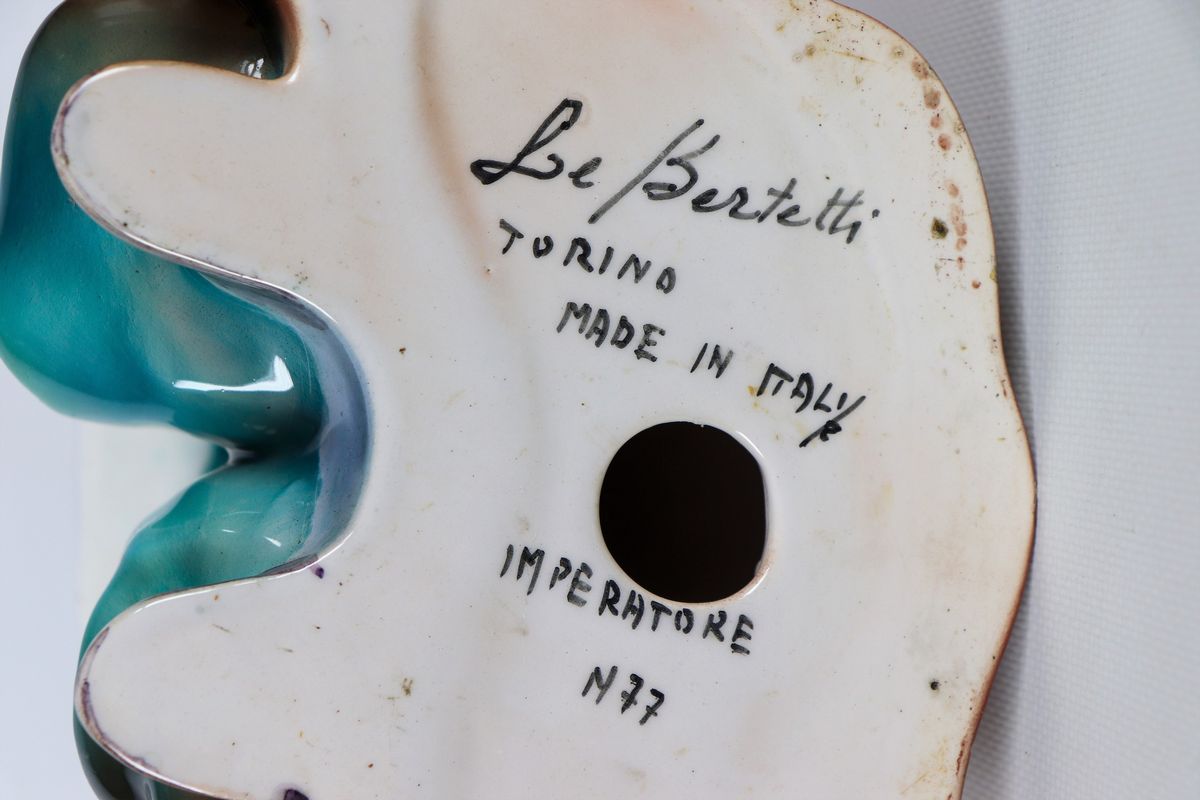 Le Bertetti
TORINO
MADE IN ITALY
IMPERATORE
N77